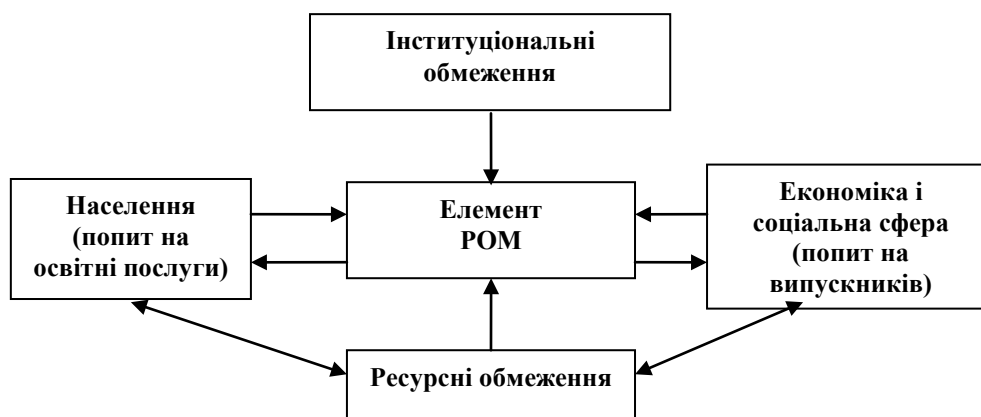 Інституціональні
обмеження
Населення
(попит на
освітні послуги)
Елемент
РОМ
Економіка і
соціальна сфера
(попит на
випускників)
Ресурсні обмеження